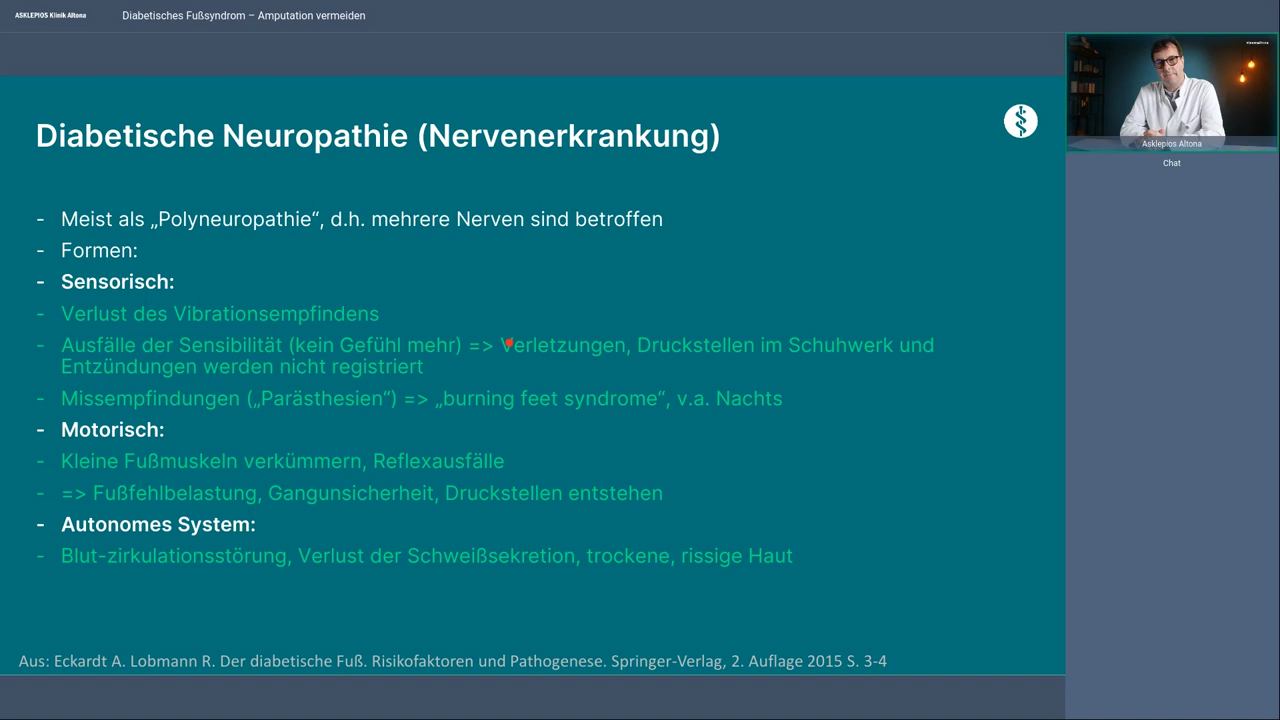 ASKLEPIOS Klinik Altona
Diabetisches Fußsyndrom – Amputation vermeiden
Diabetische Neuropathie (Nervenerkrankung)
- Meist als „Polyneuropathie“, d.h. mehrere Nerven sind betroffen
- Formen:
- Sensorisch:
- Verlust des Vibrationsempfindens
- Ausfälle der Sensibilität (kein Gefühl mehr) => Verletzungen, Druckstellen im Schuhwerk und
Entzündungen werden nicht registriert
- Missempfindungen („Parästhesien“) => „burning feet syndrome“, v.a. Nachts
- Motorisch:
- Kleine Fußmuskeln verkümmern, Reflexausfälle
- => Fußfehlbelastung, Gangunsicherheit, Druckstellen entstehen
- Autonomes System:
- Blut-zirkulationsstörung, Verlust der Schweißsekretion, trockene, rissige Haut
Aus: Eckardt A. Lobmann R. Der diabetische Fuß. Risikofaktoren und Pathogenese. Springer-Verlag, 2. Auflage 2015 S. 3-4
Asklepios Altona
Chat